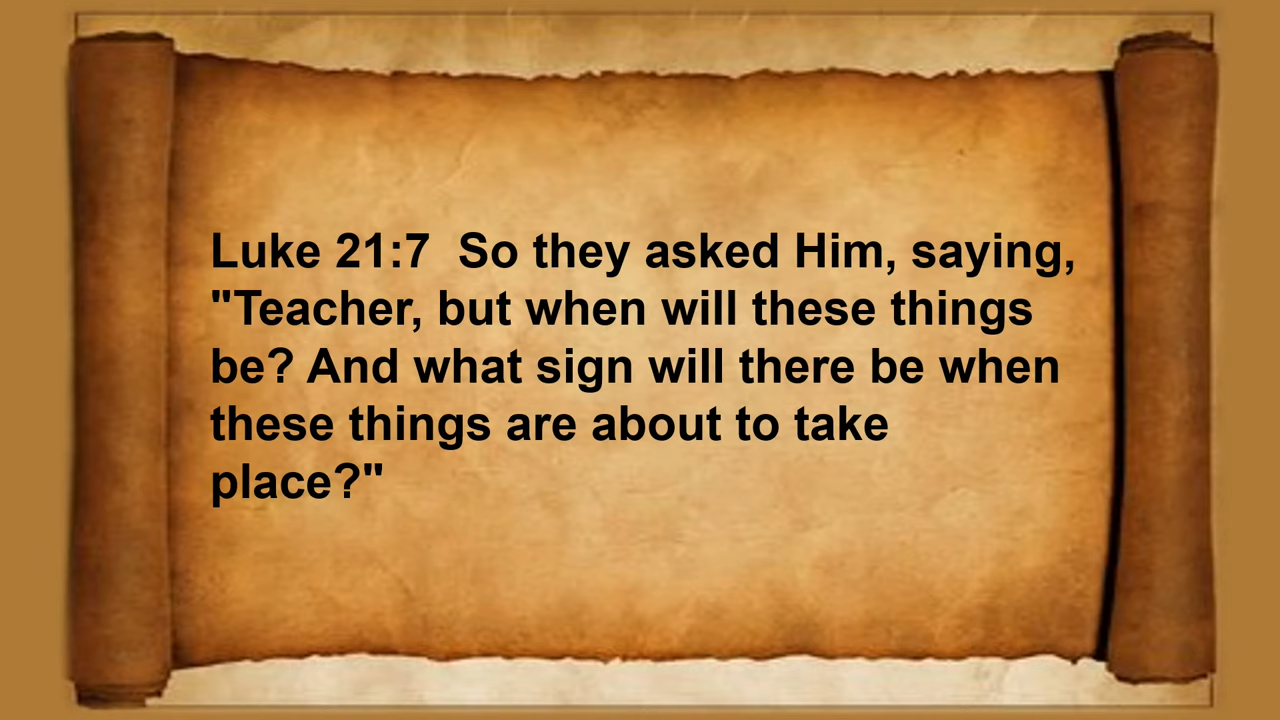 Luke 21:7  So they asked Him, saying,
"Teacher, but when will these things
be? And what sign will there be when
these things are about to take
place?"